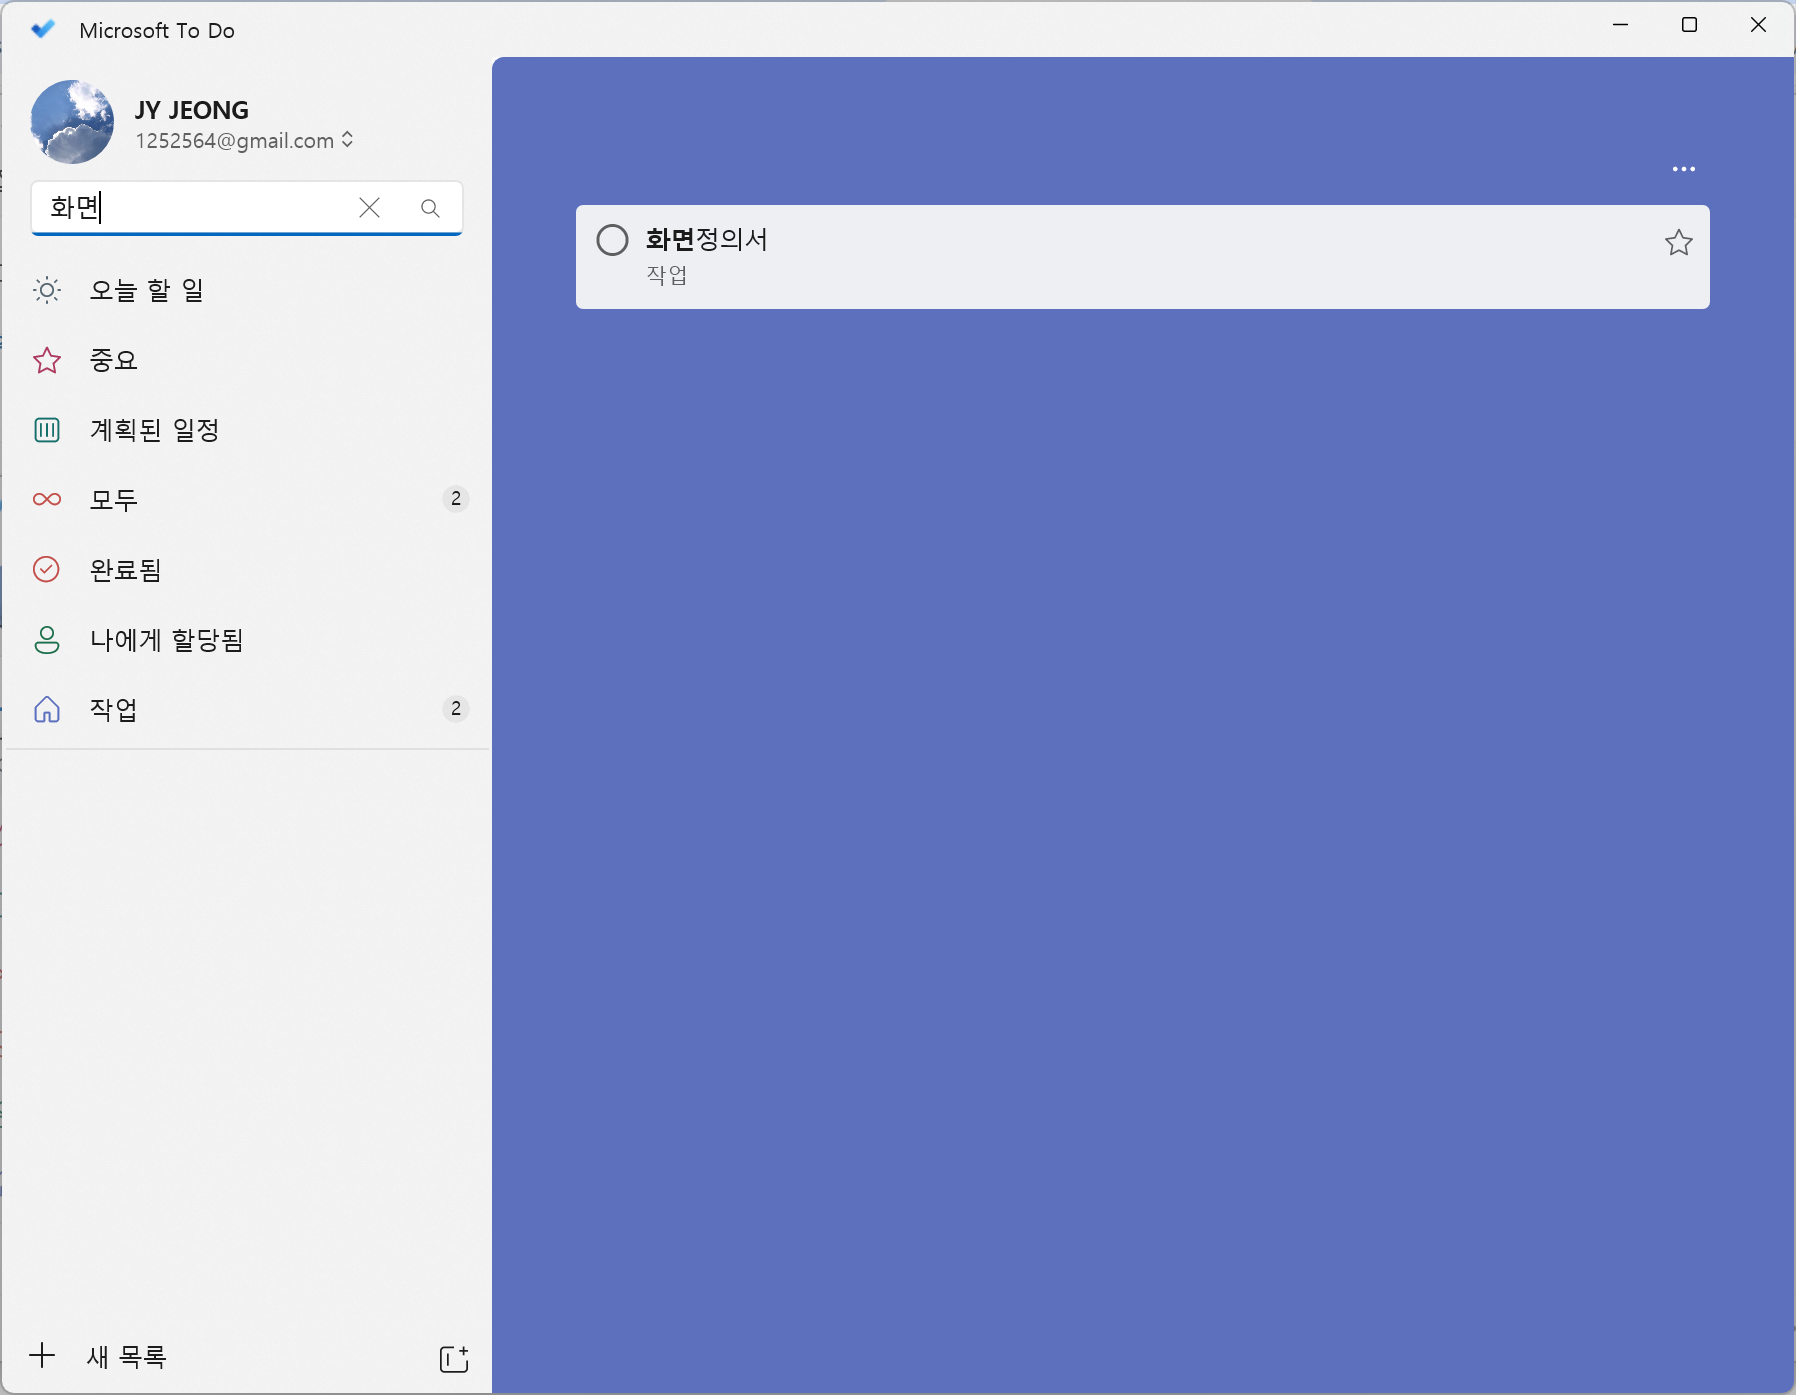 Microsoft To Do
JY JEONG
1252564@gmail.com
화면
오늘 할 일
중요
계획된 일정
모두 2
완료됨
나에게 할당됨
작업 2
새 목록
화면정의서
작업